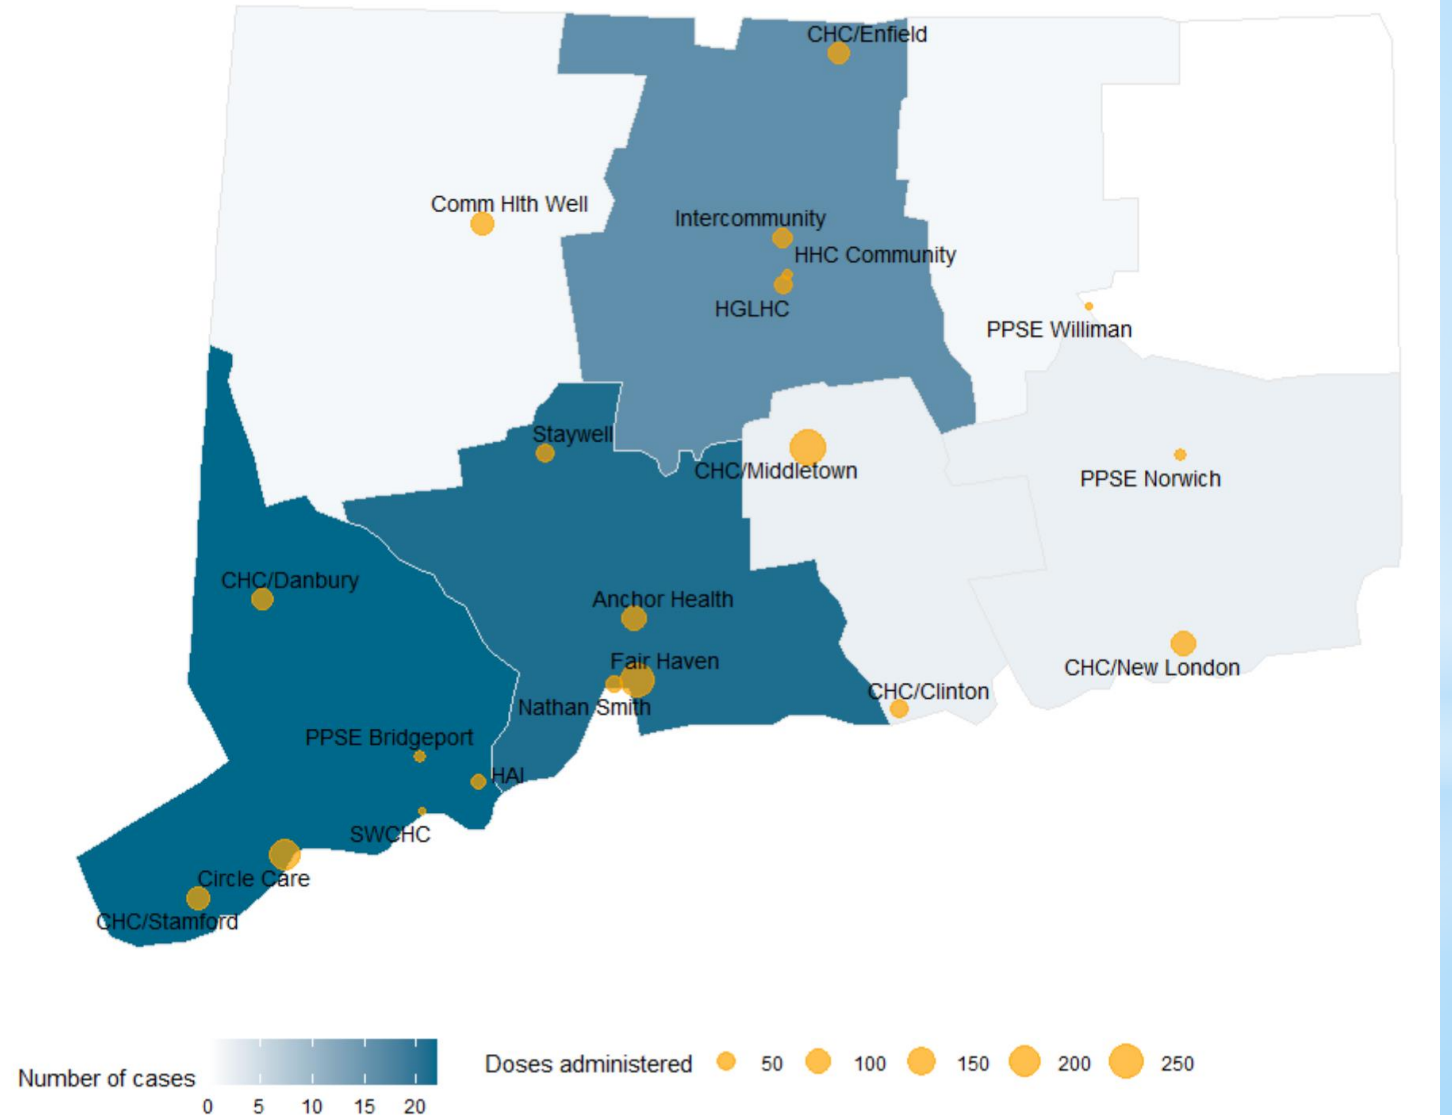 CHC/Enfield
Comm Hlth Well
Intercommunity
HHC Community
HGLHC
PPSE Williman
Staywell
CHC/Middletown
PPSE Norwich
CHC/Danbury
Anchor Health
Fair Haven
CHC/New London
CHC/Clinton
Nathan Smith
PPSE Bridgeport
HAI
SWCHC
Circle Care
CHC/Stamford
Number of cases
0 5 10 15 20
Doses administered 50 100 150 200 250